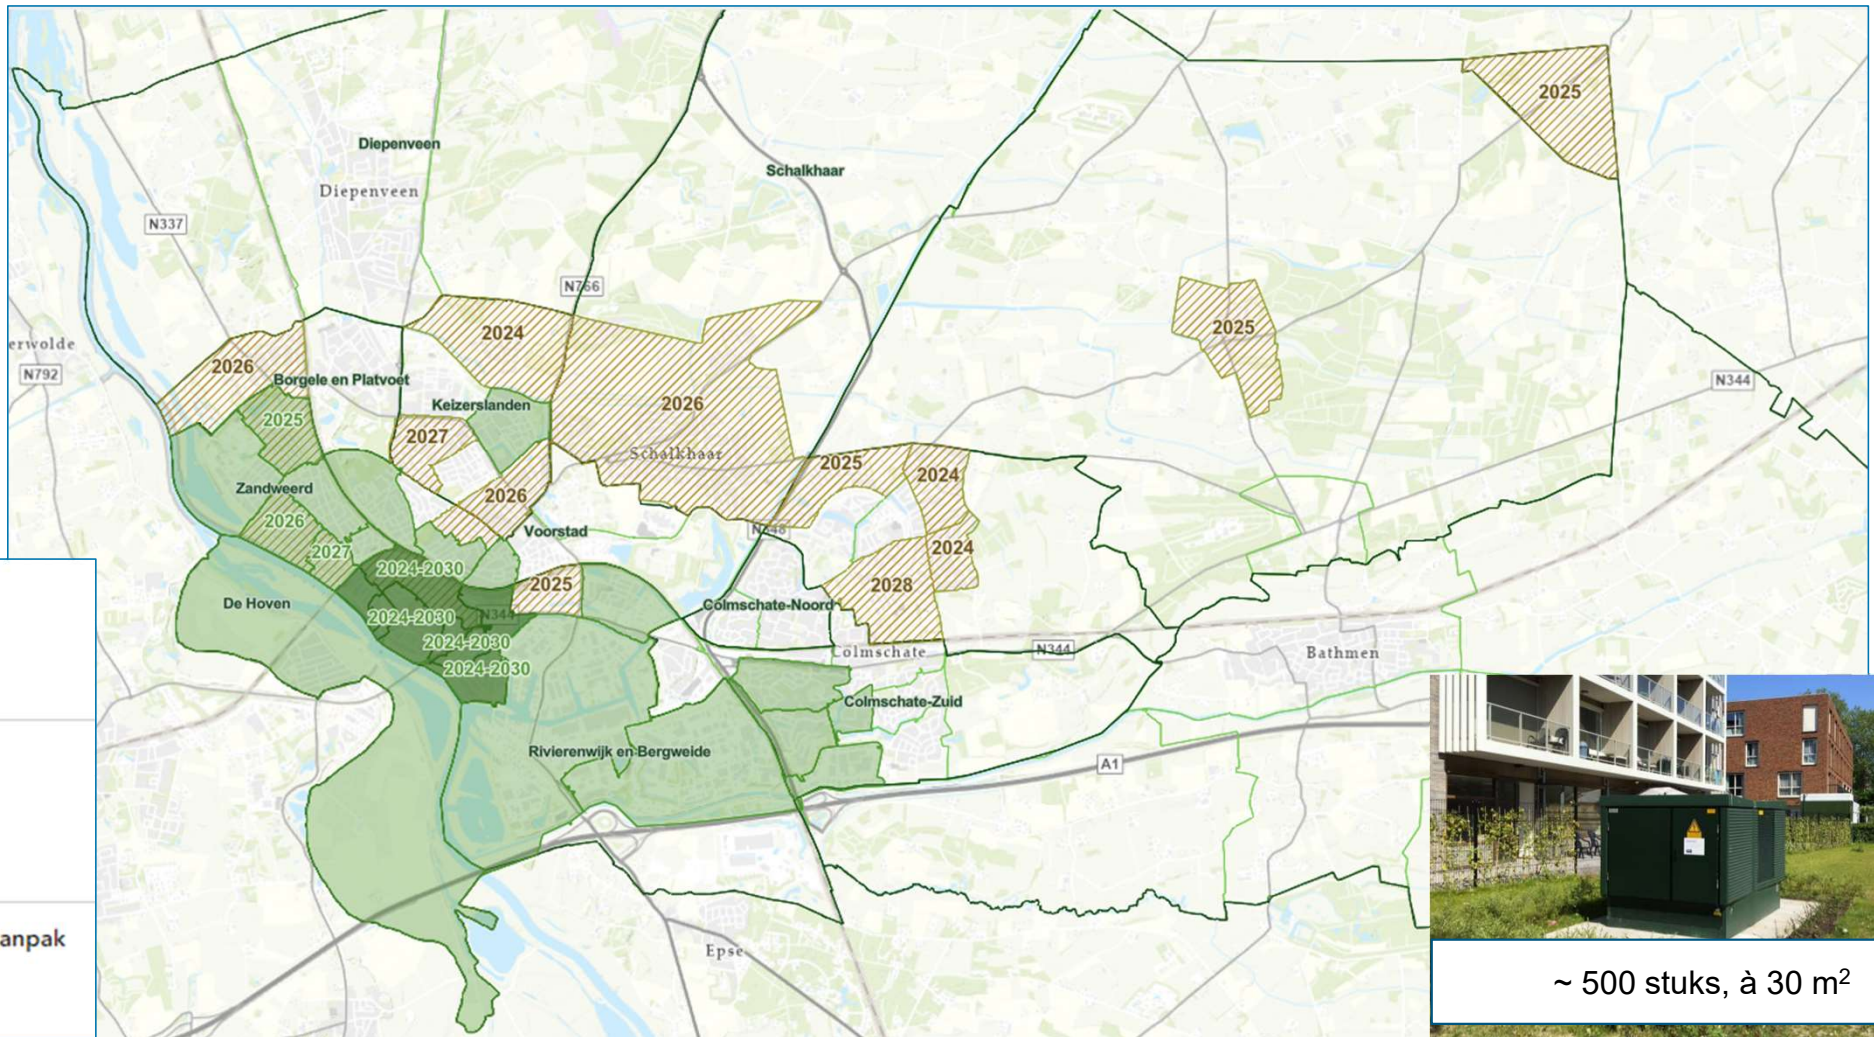 2025
Diepenveen
Schalkhaar
Diepenveen
N337
N766
2025
2024
erwolde
2026
N792
Borgele en Platvoet
N344
Keizerslanden
2026
2025
2027
Schalkhaar
2025
2024
Zandweerd
2026
2026
Voorstad
N348
2024
2027
2024-2030
2025
2028
De Hoven
Colmschate-Noord
2024-2030
N344
2024-2030
Colmschate
N344
Bathmen
2024-2030
Colmschate-Zuid
Rivierenwijk en Bergweide
A1
anpak
Epse
~ 500 stuks, à 30 m²